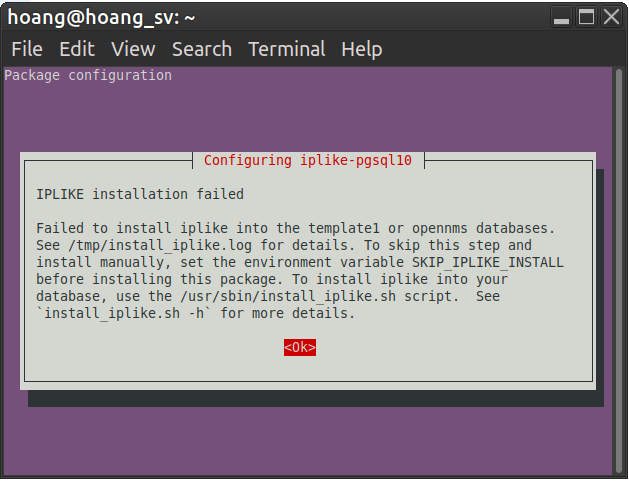 hoang@hoang_sv: ~
File Edit View Search Terminal Help
Package configuration
Configuring iplike-pgsql10
IPLIKE installation failed
Failed to install iplike into the template1 or opennms databases.
See /tmp/install_iplike.log for details. To skip this step and
install manually, set the environment variable SKIP_IPLIKE_INSTALL
before installing this package. To install iplike into your
database, use the /usr/sbin/install_iplike.sh script.  See
`install_iplike.sh -h` for more details.
<Ok>